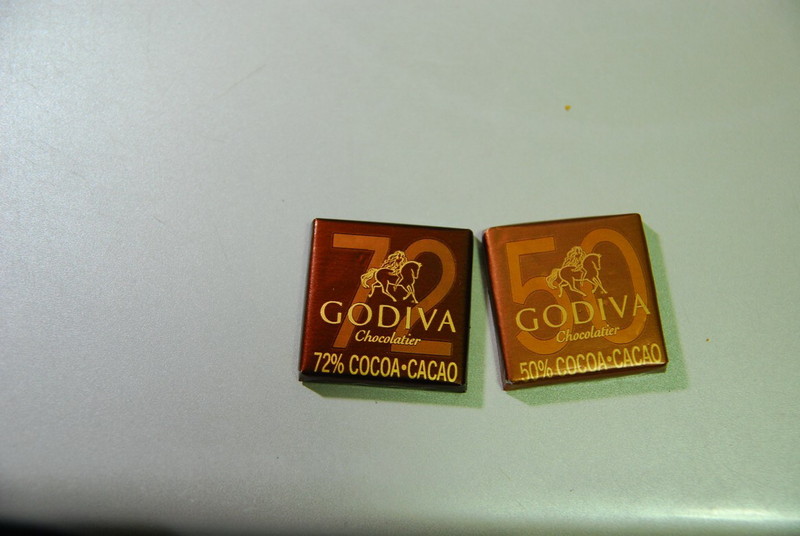 72
GODIVA
Chocolatier
72% COCOA•CACAO
50
GODIVA
Chocolatier
50% COCOA•CACAO